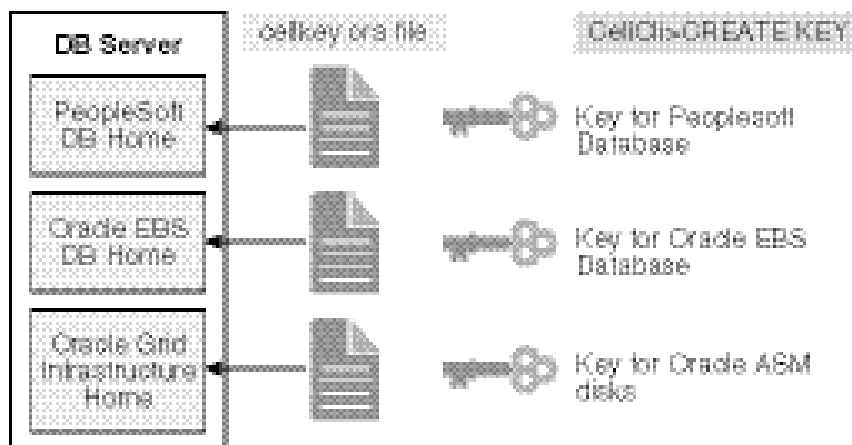 DB Server
cellkey.ora file
CellCli>CREATE KEY
PeopleSoft
DB Home
Key for Peoplesoft
Database
Oracle EBS
DB Home
Key for Oracle EBS
Database
Oracle Grid
Infrastructure
Home
Key for Oracle ASM
disks